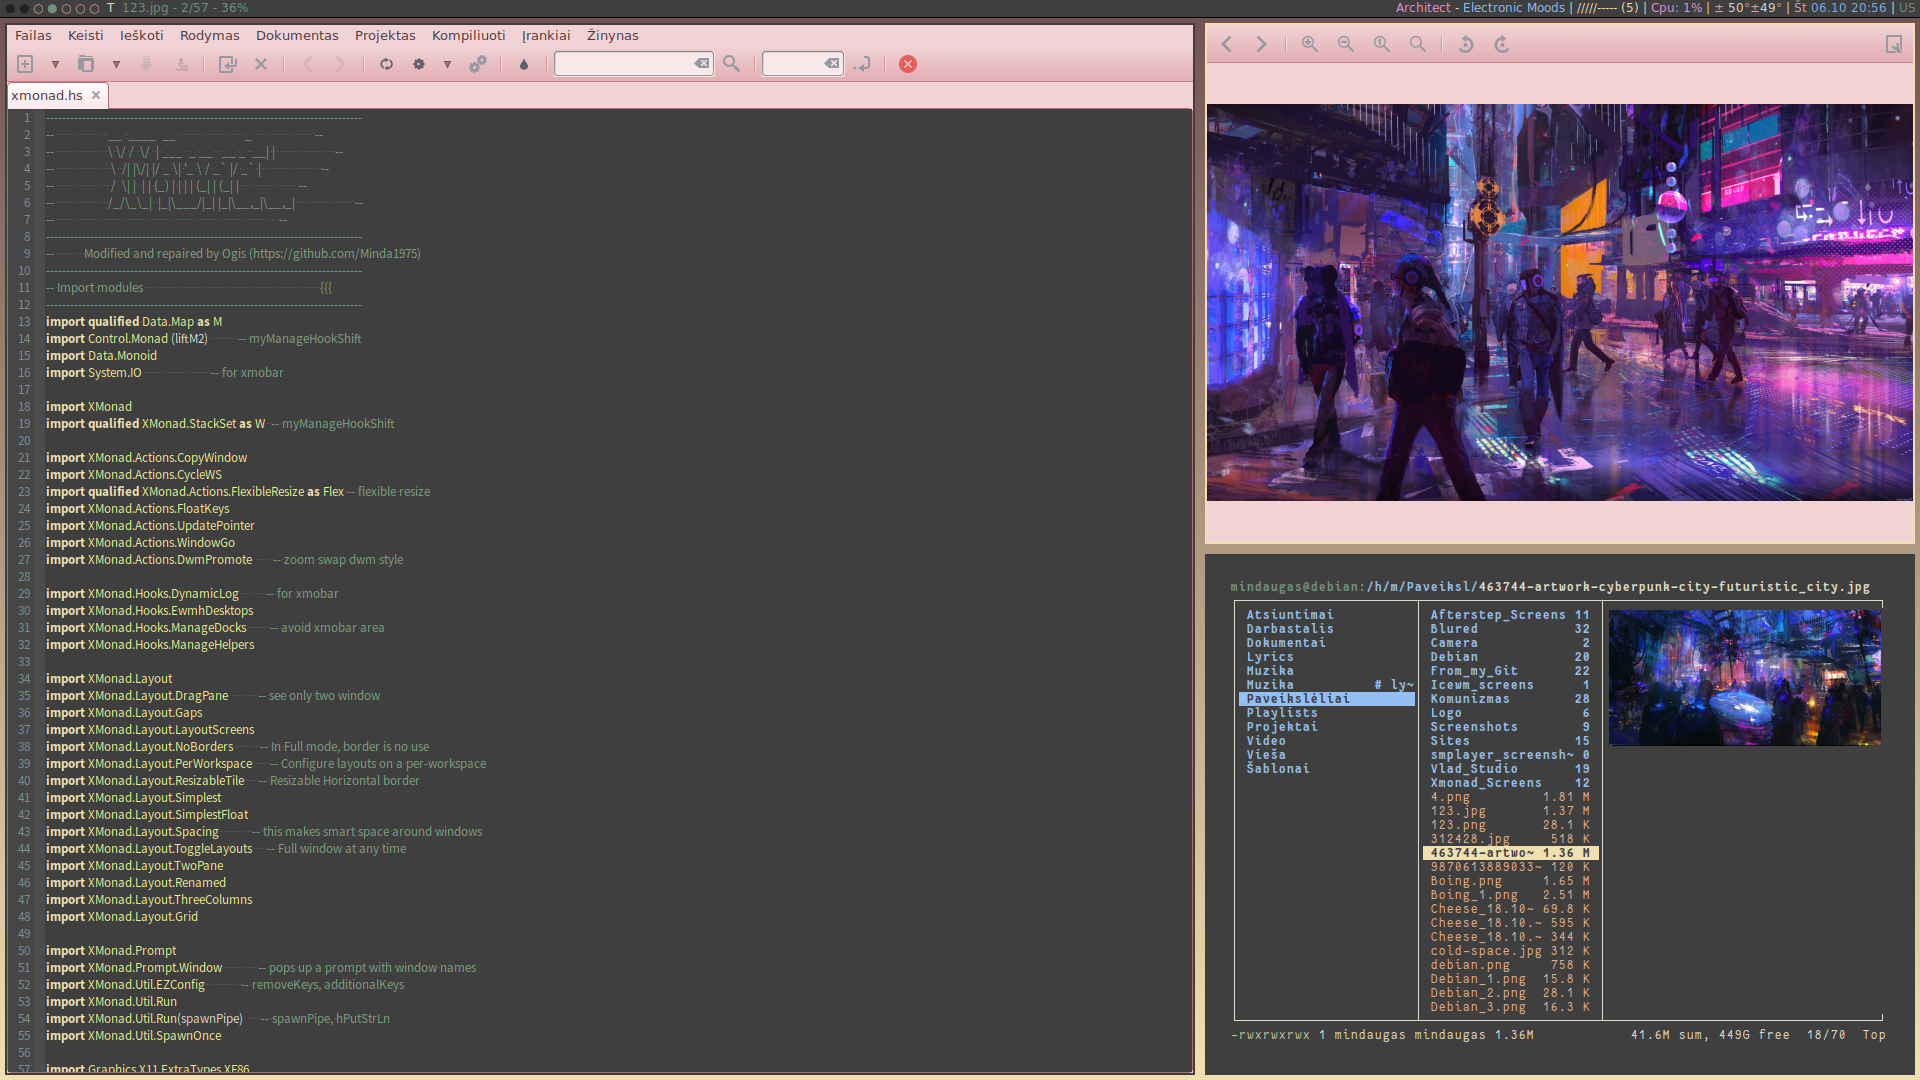 T 123.jpg - 2/57 - 36%
Architect - Electronic Moods | /////----- (5) | Cpu: 1% | ± 50°±49° | Št 06.10 20:56 | US
Failas Keisti Ieškoti Rodymas Dokumentas Projektas Kompiliuoti Įrankiai Žinynas
xmonad.hs
1
2
3
4
5
6
7
8
9 -- Modified and repaired by Ogis (https://github.com/Minda1975)
10
11 -- Import modules {{{
12
13 import qualified Data.Map as M
14 import Control.Monad (liftM2) -- myManageHookShift
15 import Data.Monoid
16 import System.IO -- for xmobar
17
18 import XMonad
19 import qualified XMonad.StackSet as W -- myManageHookShift
20
21 import XMonad.Actions.CopyWindow
22 import XMonad.Actions.CycleWS
23 import qualified XMonad.Actions.FlexibleResize as Flex -- flexible resize
24 import XMonad.Actions.FloatKeys
25 import XMonad.Actions.UpdatePointer
26 import XMonad.Actions.WindowGo
27 import XMonad.Actions.DwmPromote -- zoom swap dwm style
28
29 import XMonad.Hooks.DynamicLog -- for xmobar
30 import XMonad.Hooks.EwmhDesktops
31 import XMonad.Hooks.ManageDocks -- avoid xmobar area
32 import XMonad.Hooks.ManageHelpers
33
34 import XMonad.Layout
35 import XMonad.Layout.DragPane -- see only two window
36 import XMonad.Layout.Gaps
37 import XMonad.Layout.LayoutScreens
38 import XMonad.Layout.NoBorders -- In Full mode, border is no use
39 import XMonad.Layout.PerWorkspace -- Configure layouts on a per-workspace
40 import XMonad.Layout.ResizableTile -- Resizable Horizontal border
41 import XMonad.Layout.Simplest
42 import XMonad.Layout.SimplestFloat
43 import XMonad.Layout.Spacing -- this makes smart space around windows
44 import XMonad.Layout.ToggleLayouts -- Full window at any time
45 import XMonad.Layout.TwoPane
46 import XMonad.Layout.Renamed
47 import XMonad.Layout.ThreeColumns
48 import XMonad.Layout.Grid
49
50 import XMonad.Prompt
51 import XMonad.Prompt.Window -- pops up a prompt with window names
52 import XMonad.Util.EZConfig -- removeKeys, additionalKeys
53 import XMonad.Util.Run
54 import XMonad.Util.Run(spawnPipe) -- spawnPipe, hPutStrLn
55 import XMonad.Util.SpawnOnce
56
57 import Graphics.X11.ExtraTypes.XF86
mindaugas@debian:/h/m/Paveiksl/463744-artwork-cyberpunk-city-futuristic_city.jpg
Atsiuntimai
Darbastalis
Dokumentai
Lyrics
Muzika
Muzika # ly~
Paveikslėliai
Playlists
Projektai
Video
Vieša
Šablonai
Afterstep_Screens 11
Blured 32
Camera 2
Debian 20
From_my_Git 22
Icewm_screens 1
Komunizmas 28
Logo 6
Screenshots 9
Sites 15
smplayer_screensh~ 0
Vlad_Studio 19
Xmonad_Screens 12
4.png 1.81 M
123.jpg 1.37 M
123.png 28.1 K
312428.jpg 518 K
463744-artwo~ 1.36 M
9870613889033~ 120 K
Boing.png 1.65 M
Boing_1.png 2.51 M
Cheese_18.10~ 69.8 K
Cheese_18.10.~ 595 K
Cheese_18.10.~ 344 K
cold-space.jpg 312 K
debian.png 758 K
Debian_1.png 15.8 K
Debian_2.png 28.1 K
Debian_3.png 16.3 K
-rwxrwxrwx 1 mindaugas mindaugas 1.36M 41.6M sum, 449G free 18/70 Top